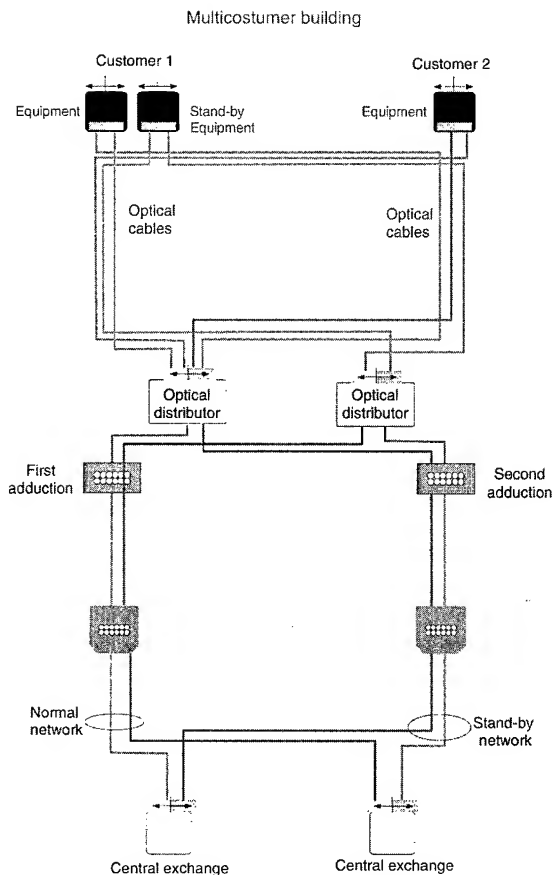 Multicostumer building
Customer 1
Customer 2
Equipment
Stand-by
Equipment
Equipment
Optical
cables
Optical
cables
Optical
distributor
Optical
distributor
First
adduction
Second
adduction
Normal
network
Stand-by
network
Central exchange
Central exchange